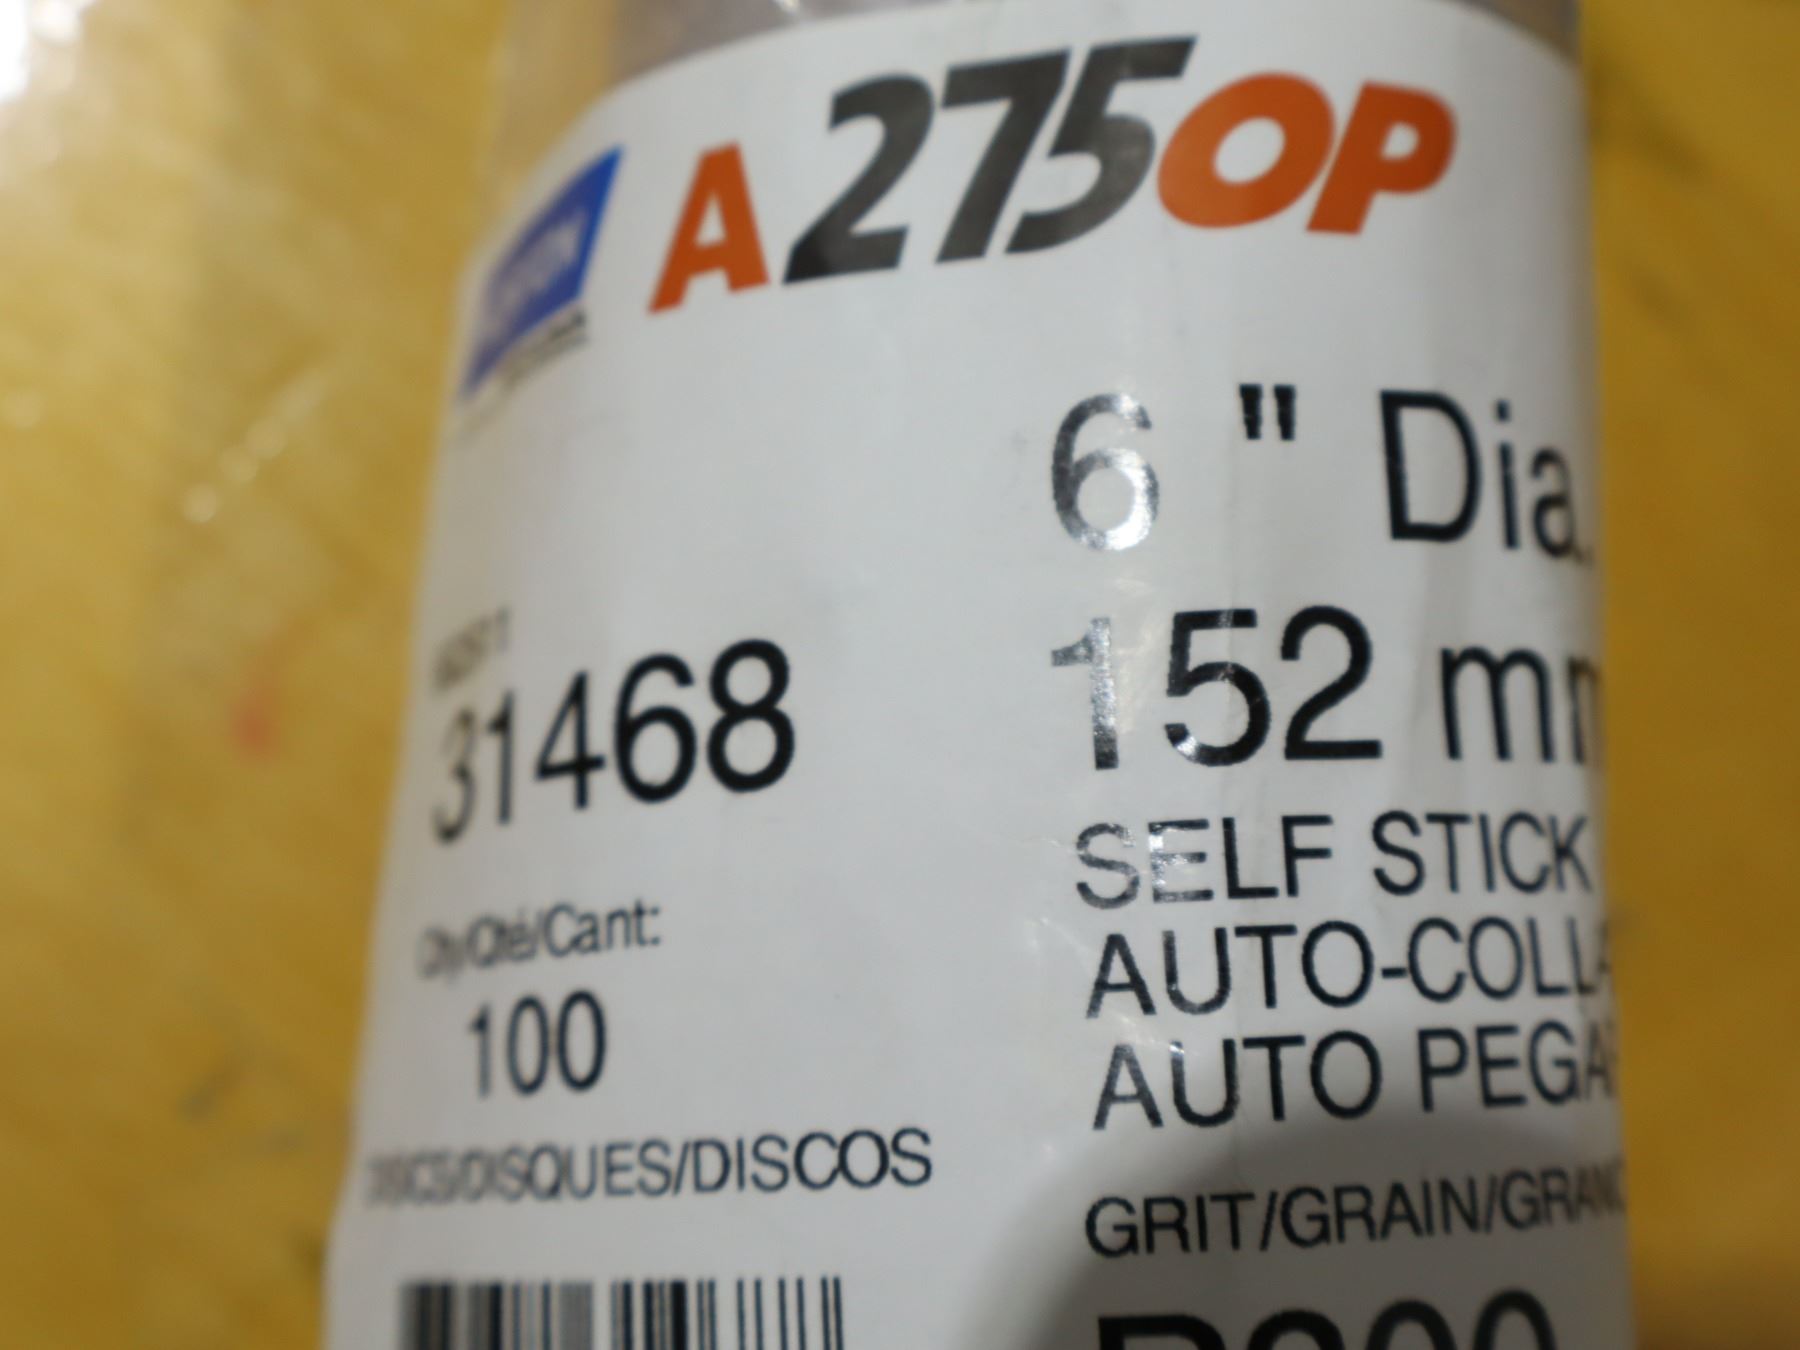 A275OP
6 " Dia.
31468
152 mm
SELF STICK
Qty/Qté/Cant:
AUTO-COLLA
100
AUTO PEGA
DISCS/DISQUES/DISCOS
GRIT/GRAIN/GRANO